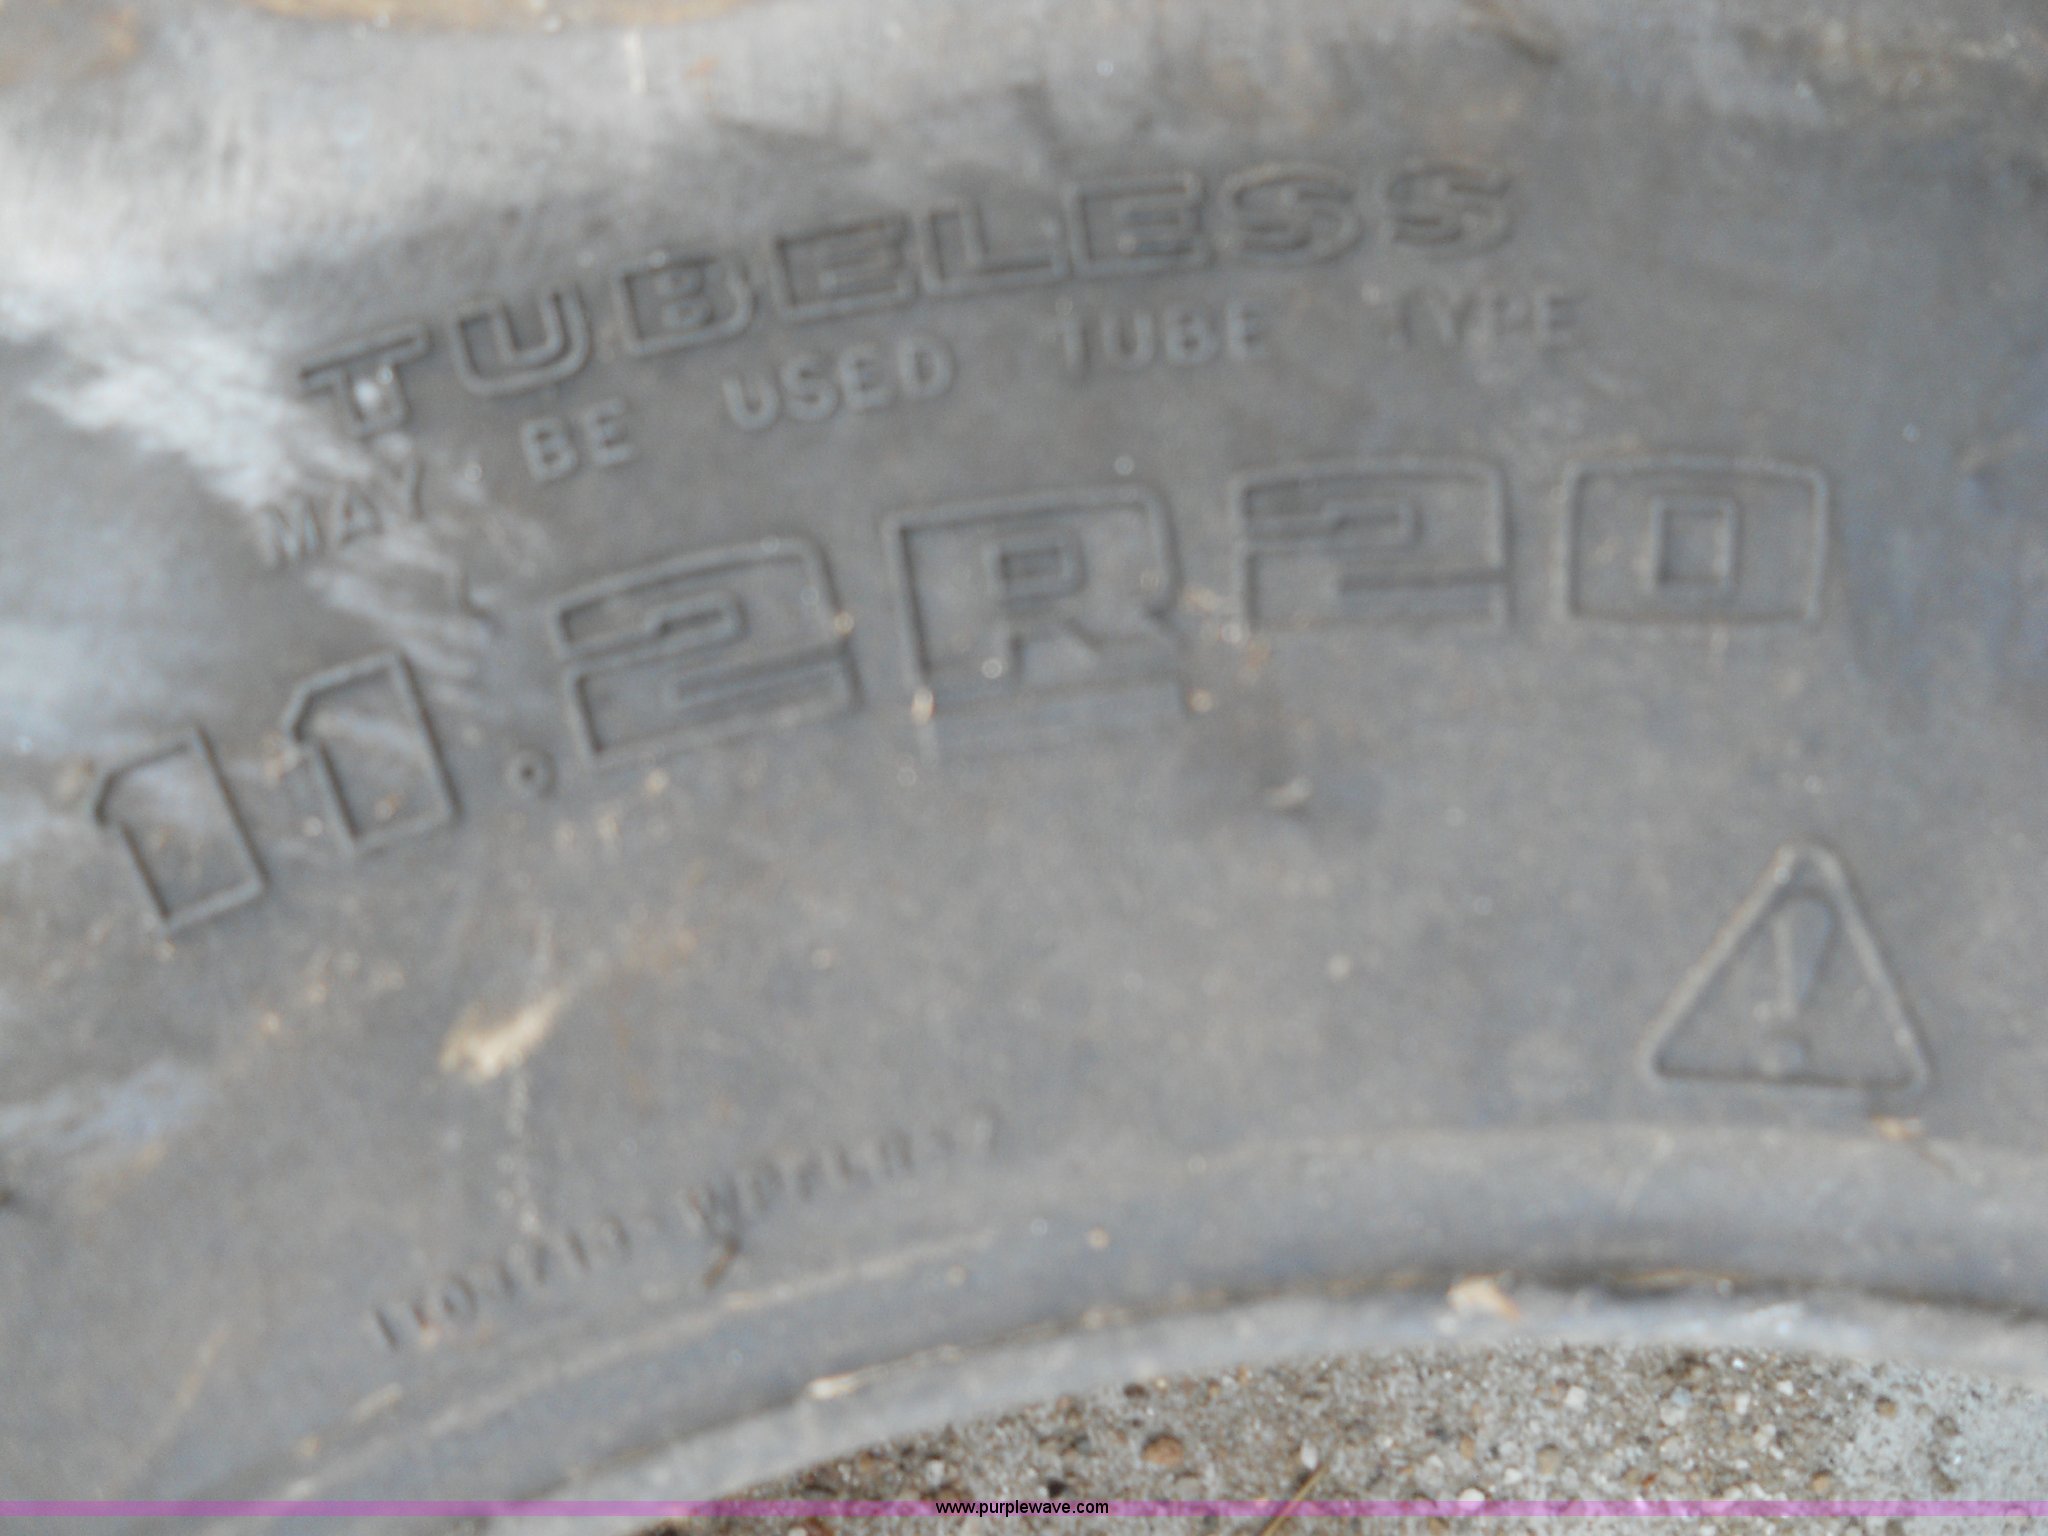 TUBELESS
MAY BE USED TUBE TYPE
11.2R20
!
www.purplewave.com